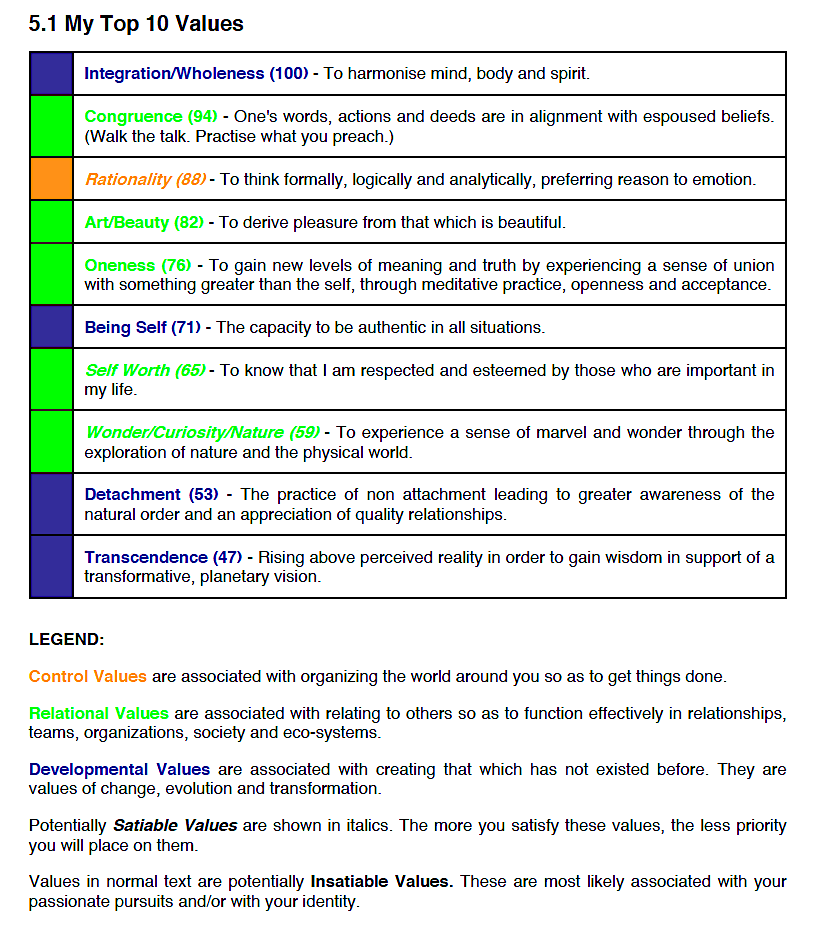 5.1 My Top 10 Values
Integration/Wholeness (100) - To harmonise mind, body and spirit.
Congruence (94) - One's words, actions and deeds are in alignment with espoused beliefs.
(Walk the talk. Practise what you preach.)
Rationality (88) - To think formally, logically and analytically, preferring reason to emotion.
Art/Beauty (82) - To derive pleasure from that which is beautiful.
Oneness (76) - To gain new levels of meaning and truth by experiencing a sense of union
with something greater than the self, through meditative practice, openness and acceptance.
Being Self (71) - The capacity to be authentic in all situations.
Self Worth (65) - To know that I am respected and esteemed by those who are important in
my life.
Wonder/Curiosity/Nature (59) - To experience a sense of marvel and wonder through the
exploration of nature and the physical world.
Detachment (53) - The practice of non attachment leading to greater awareness of the
natural order and an appreciation of quality relationships.
Transcendence (47) - Rising above perceived reality in order to gain wisdom in support of a
transformative, planetary vision.
LEGEND:
Control Values are associated with organizing the world around you so as to get things done.
Relational Values are associated with relating to others so as to function effectively in relationships,
teams, organizations, society and eco-systems.
Developmental Values are associated with creating that which has not existed before. They are
values of change, evolution and transformation.
Potentially Satiable Values are shown in italics. The more you satisfy these values, the less priority
you will place on them.
Values in normal text are potentially Insatiable Values. These are most likely associated with your
passionate pursuits and/or with your identity.